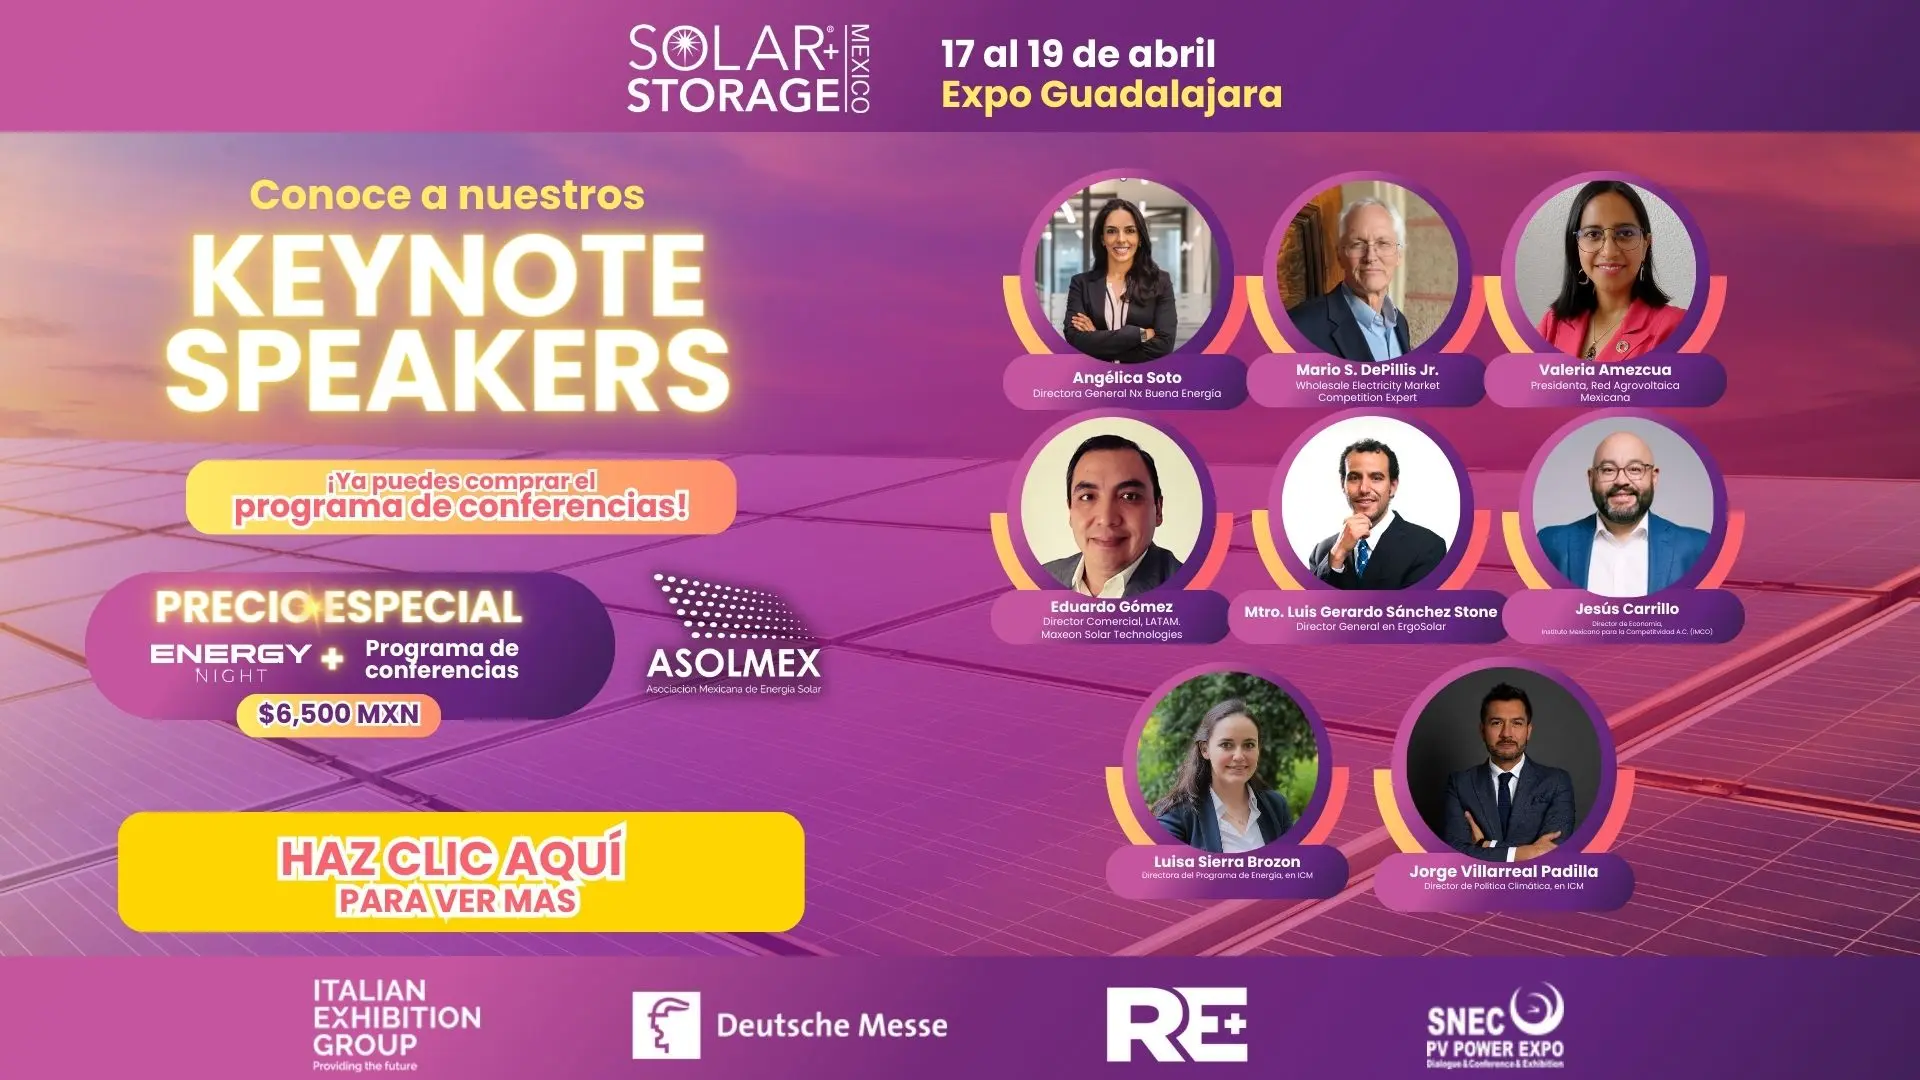 SOLAR+
STORAGE
MEXICO
17 al 19 de abril
Expo Guadalajara
Conoce a nuestros
KEYNOTE
SPEAKERS
¡Ya puedes comprar el
programa de conferencias!
PRECIO ESPECIAL
ENERGY
NIGHT
+
Programa de
conferencias
$6,500 MXN
ASOLMEX
Asociación Mexicana de Energía Solar
HAZ CLIC AQUÍ
PARA VER MAS
Angélica Soto
Directora General Nx Buena Energía
Mario S. DePillis Jr.
Wholesale Electricity Market
Competition Expert
Valeria Amezcua
Presidenta, Red Agrovoltaica
Mexicana
Eduardo Gómez
Director Comercial, LATAM.
Maxeon Solar Technologies
Mtro. Luis Gerardo Sánchez Stone
Director General en ErgoSolar
Jesús Carrillo
Director de Economía,
Instituto Mexicano para la Competitividad A.C. (IMCO)
Luisa Sierra Brozon
Directora del Programa de Energía, en ICM
Jorge Villarreal Padilla
Director de Política Climática, en ICM
ITALIAN
EXHIBITION
GROUP
Providing the future
Deutsche Messe
RE+
SNEC
PV POWER EXPO
Dialogue & Conference & Exhibition